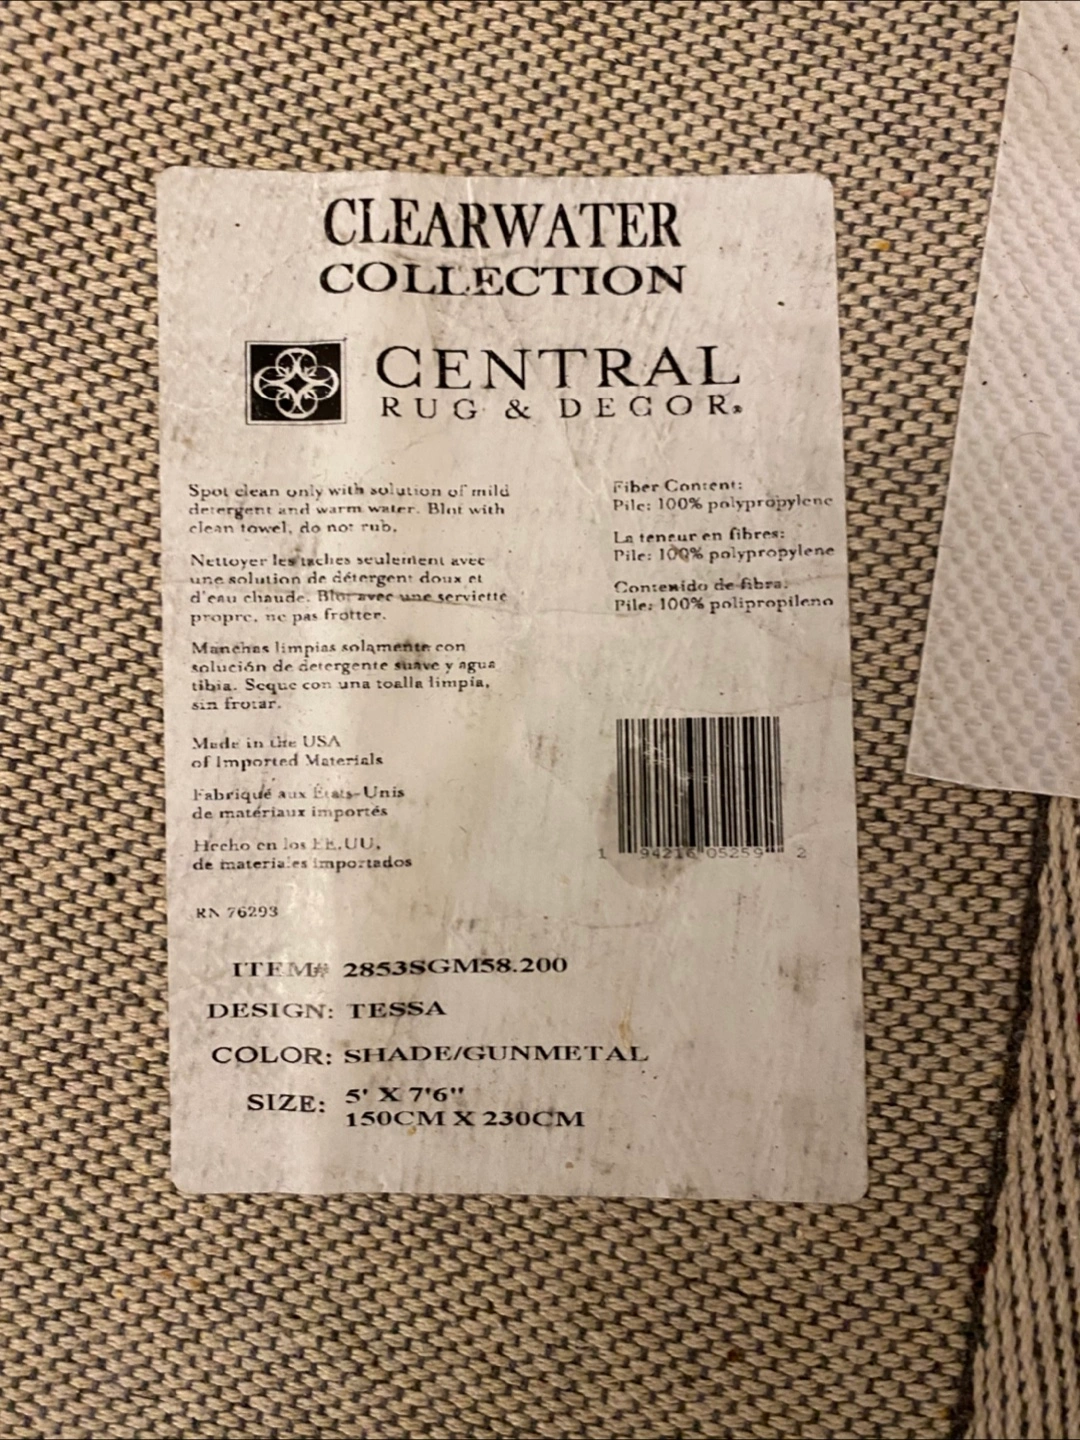 CLEARWATER
COLLECTION
CENTRAL
RUG & DECOR®
Spot clean only with solution of mild
detergent and warm water. Blot with
clean towel, do not rub.
Nettoyer les taches seulement avec
une solution de détergent doux et
d'eau chaude. Blot avec une serviette
propre, ne pas frotter.
Manchas limpias solamente con
solución de detergente suave y agua
tibia. Seque con una toalla limpia,
sin frotar.
Made in the USA
of Imported Materials
Fabriqué aux États-Unis
de matériaux importés
Hecho en los EE.UU.
de materiales importados
RN 76293
Fiber Content:
Pile: 100% polypropylene
La teneur en fibres:
Pile: 100% polypropylene
Contenido de fibra:
Pile: 100% polipropileno
1 94216 05259 2
ITEM# 2853SGM58.200
DESIGN: TESSA
COLOR: SHADE/GUNMETAL
SIZE: 5' X 7'6"
150CM X 230CM